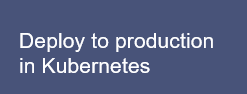 Deploy to production
in Kubernetes